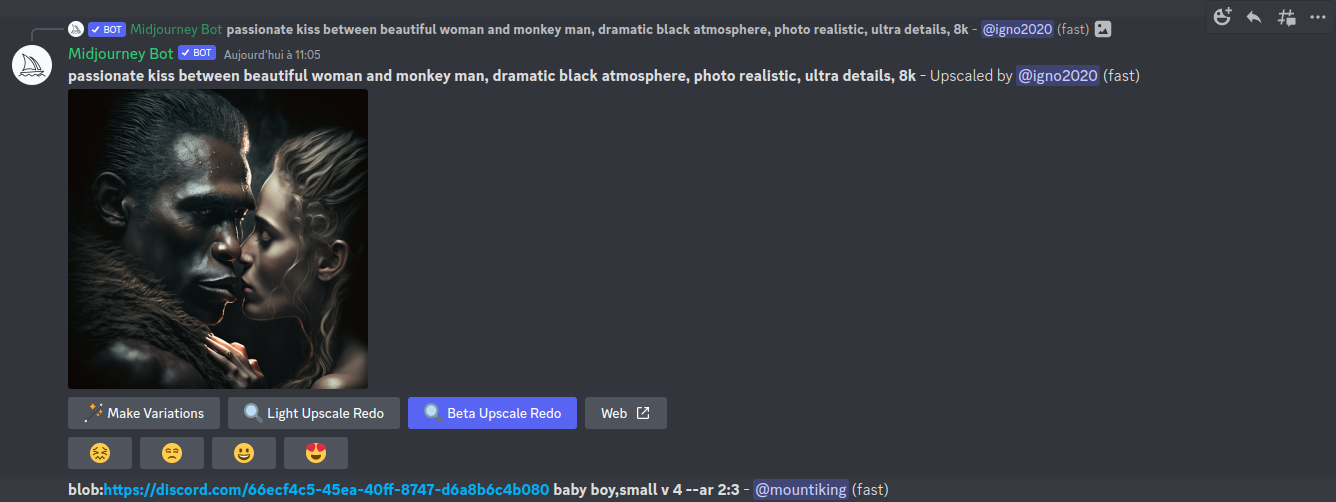 BOT Midjourney Bot passionate kiss between beautiful woman and monkey man, dramatic black atmosphere, photo realistic, ultra details, 8k - @igno2020 (fast)
Midjourney Bot BOT Aujourd'hui à 11:05
passionate kiss between beautiful woman and monkey man, dramatic black atmosphere, photo realistic, ultra details, 8k - Upscaled by @igno2020 (fast)
Make Variations Light Upscale Redo Beta Upscale Redo Web
blob:https://discord.com/66ecf4c5-45ea-40ff-8747-d6a8b6c4b080 baby boy,small v 4 --ar 2:3 - @mountiking (fast)